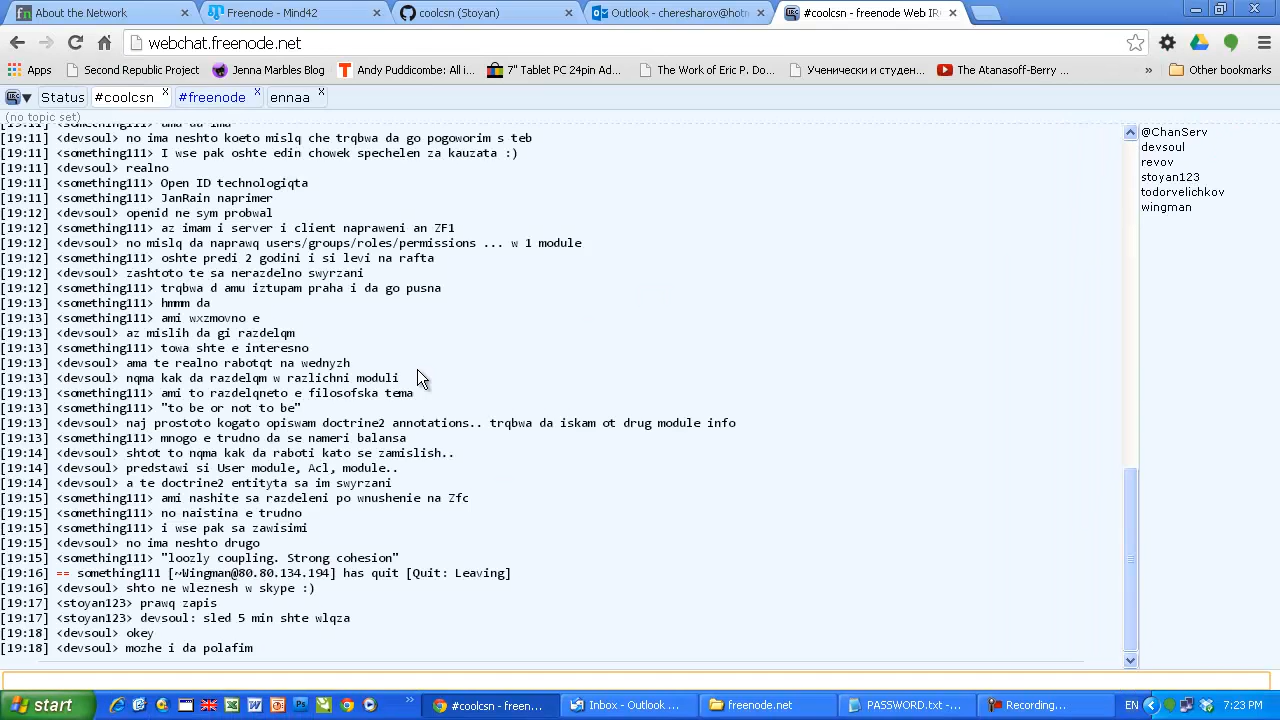 About the Network
Freenode - Mind42
coolcsn (Stoyan)
Outlook - cheresharov@hotm
#coolcsn - freenode Web IR
webchat.freenode.net
Apps
Second Republic Project
Jenna Marbles Blog
Andy Puddicombe: All i...
7" Tablet PC 24pin Ad...
The Work of Eric P. Do...
Ученически и студен...
The Atanasoff-Berry ...
»
Other bookmarks
Status
#coolcsn x
#freenode x
ennaa x
(no topic set)
[19:11] <something111> ama da ima
[19:11] <devsoul> no ima neshto koeto mislq che trqbwa da go pogoworim s teb
[19:11] <something111> I wse pak oshte edin chowek spechelen za kauzata :)
[19:11] <devsoul> realno
[19:11] <something111> Open ID technologiqta
[19:11] <something111> JanRain naprimer
[19:12] <devsoul> openid ne sym probwal
[19:12] <something111> az imam i server i client napraweni an ZF1
[19:12] <devsoul> no mislq da naprawq users/groups/roles/permissions ... w 1 module
[19:12] <something111> oshte predi 2 godini i si levi na rafta
[19:12] <devsoul> zashtoto te sa nerazdelno swyrzani
[19:12] <something111> trqbwa d amu iztupam praha i da go pusna
[19:13] <something111> hmmm da
[19:13] <something111> ami wxzmovno e
[19:13] <devsoul> az mislih da gi razdelqm
[19:13] <something111> towa shte e interesno
[19:13] <devsoul> ama te realno rabotqt na wednyzh
[19:13] <devsoul> nqma kak da razdelqm w razlichni moduli
[19:13] <something111> ami to razdelqneto e filosofska tema
[19:13] <something111> "to be or not to be"
[19:13] <devsoul> naj prostoto kogato opiswam doctrine2 annotations.. trqbwa da iskam ot drug module info
[19:13] <something111> mnogo e trudno da se nameri balansa
[19:14] <devsoul> shtot to nqma kak da raboti kato se zamislish..
[19:14] <devsoul> predstawi si User module, Acl, module..
[19:14] <devsoul> a te doctrine2 entityta sa im swyrzani
[19:15] <something111> ami nashite sa razdeleni po wnushenie na Zfc
[19:15] <something111> no naistina e trudno
[19:15] <something111> i wse pak sa zawisimi
[19:15] <devsoul> no ima neshto drugo
[19:15] <something111> "loozly coupling. Strong cohesion"
[19:16] == something111 [~Wingman@80.80.134.194] has quit [Quit: Leaving]
[19:16] <devsoul> shto ne wleznesh w skype :)
[19:17] <stoyan123> prawq zapis
[19:17] <stoyan123> devsoul: sled 5 min shte wlqza
[19:18] <devsoul> okey
[19:18] <devsoul> mozhe i da polafim
@ChanServ
devsoul
revov
stoyan123
todorvelichkov
wingman
start
»
#coolcsn - freen...
Inbox - Outlook ...
freenode.net
PASSWORD.txt -...
Recording...
EN
7:23 PM